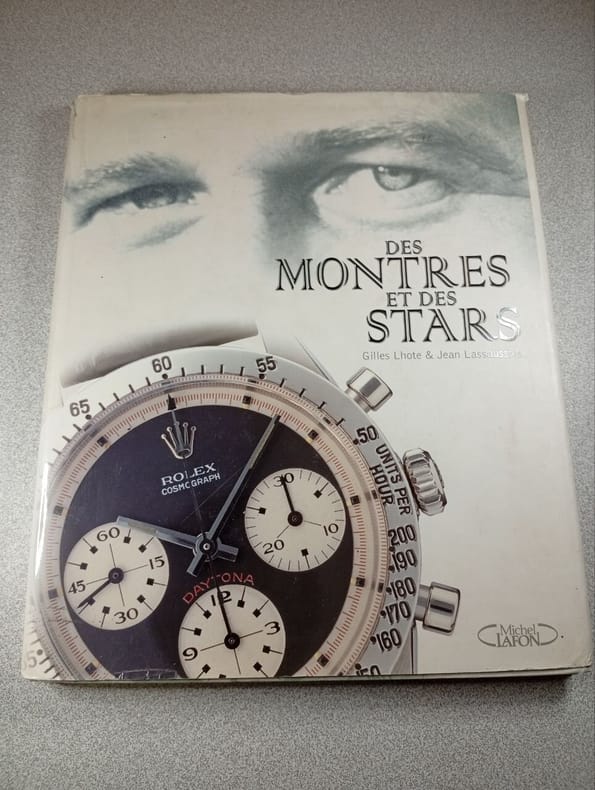 DES
MONTRES
ET DES
STARS
Gilles Lhote & Jean Lassaussois
65
60
55
50
UNITS PER
HOUR
200
190
180
170
160
ROLEX
COSMOGRAPH
30
10
20
60
15
30
45
DAYTONA
12
3
9
Michel
LAFON